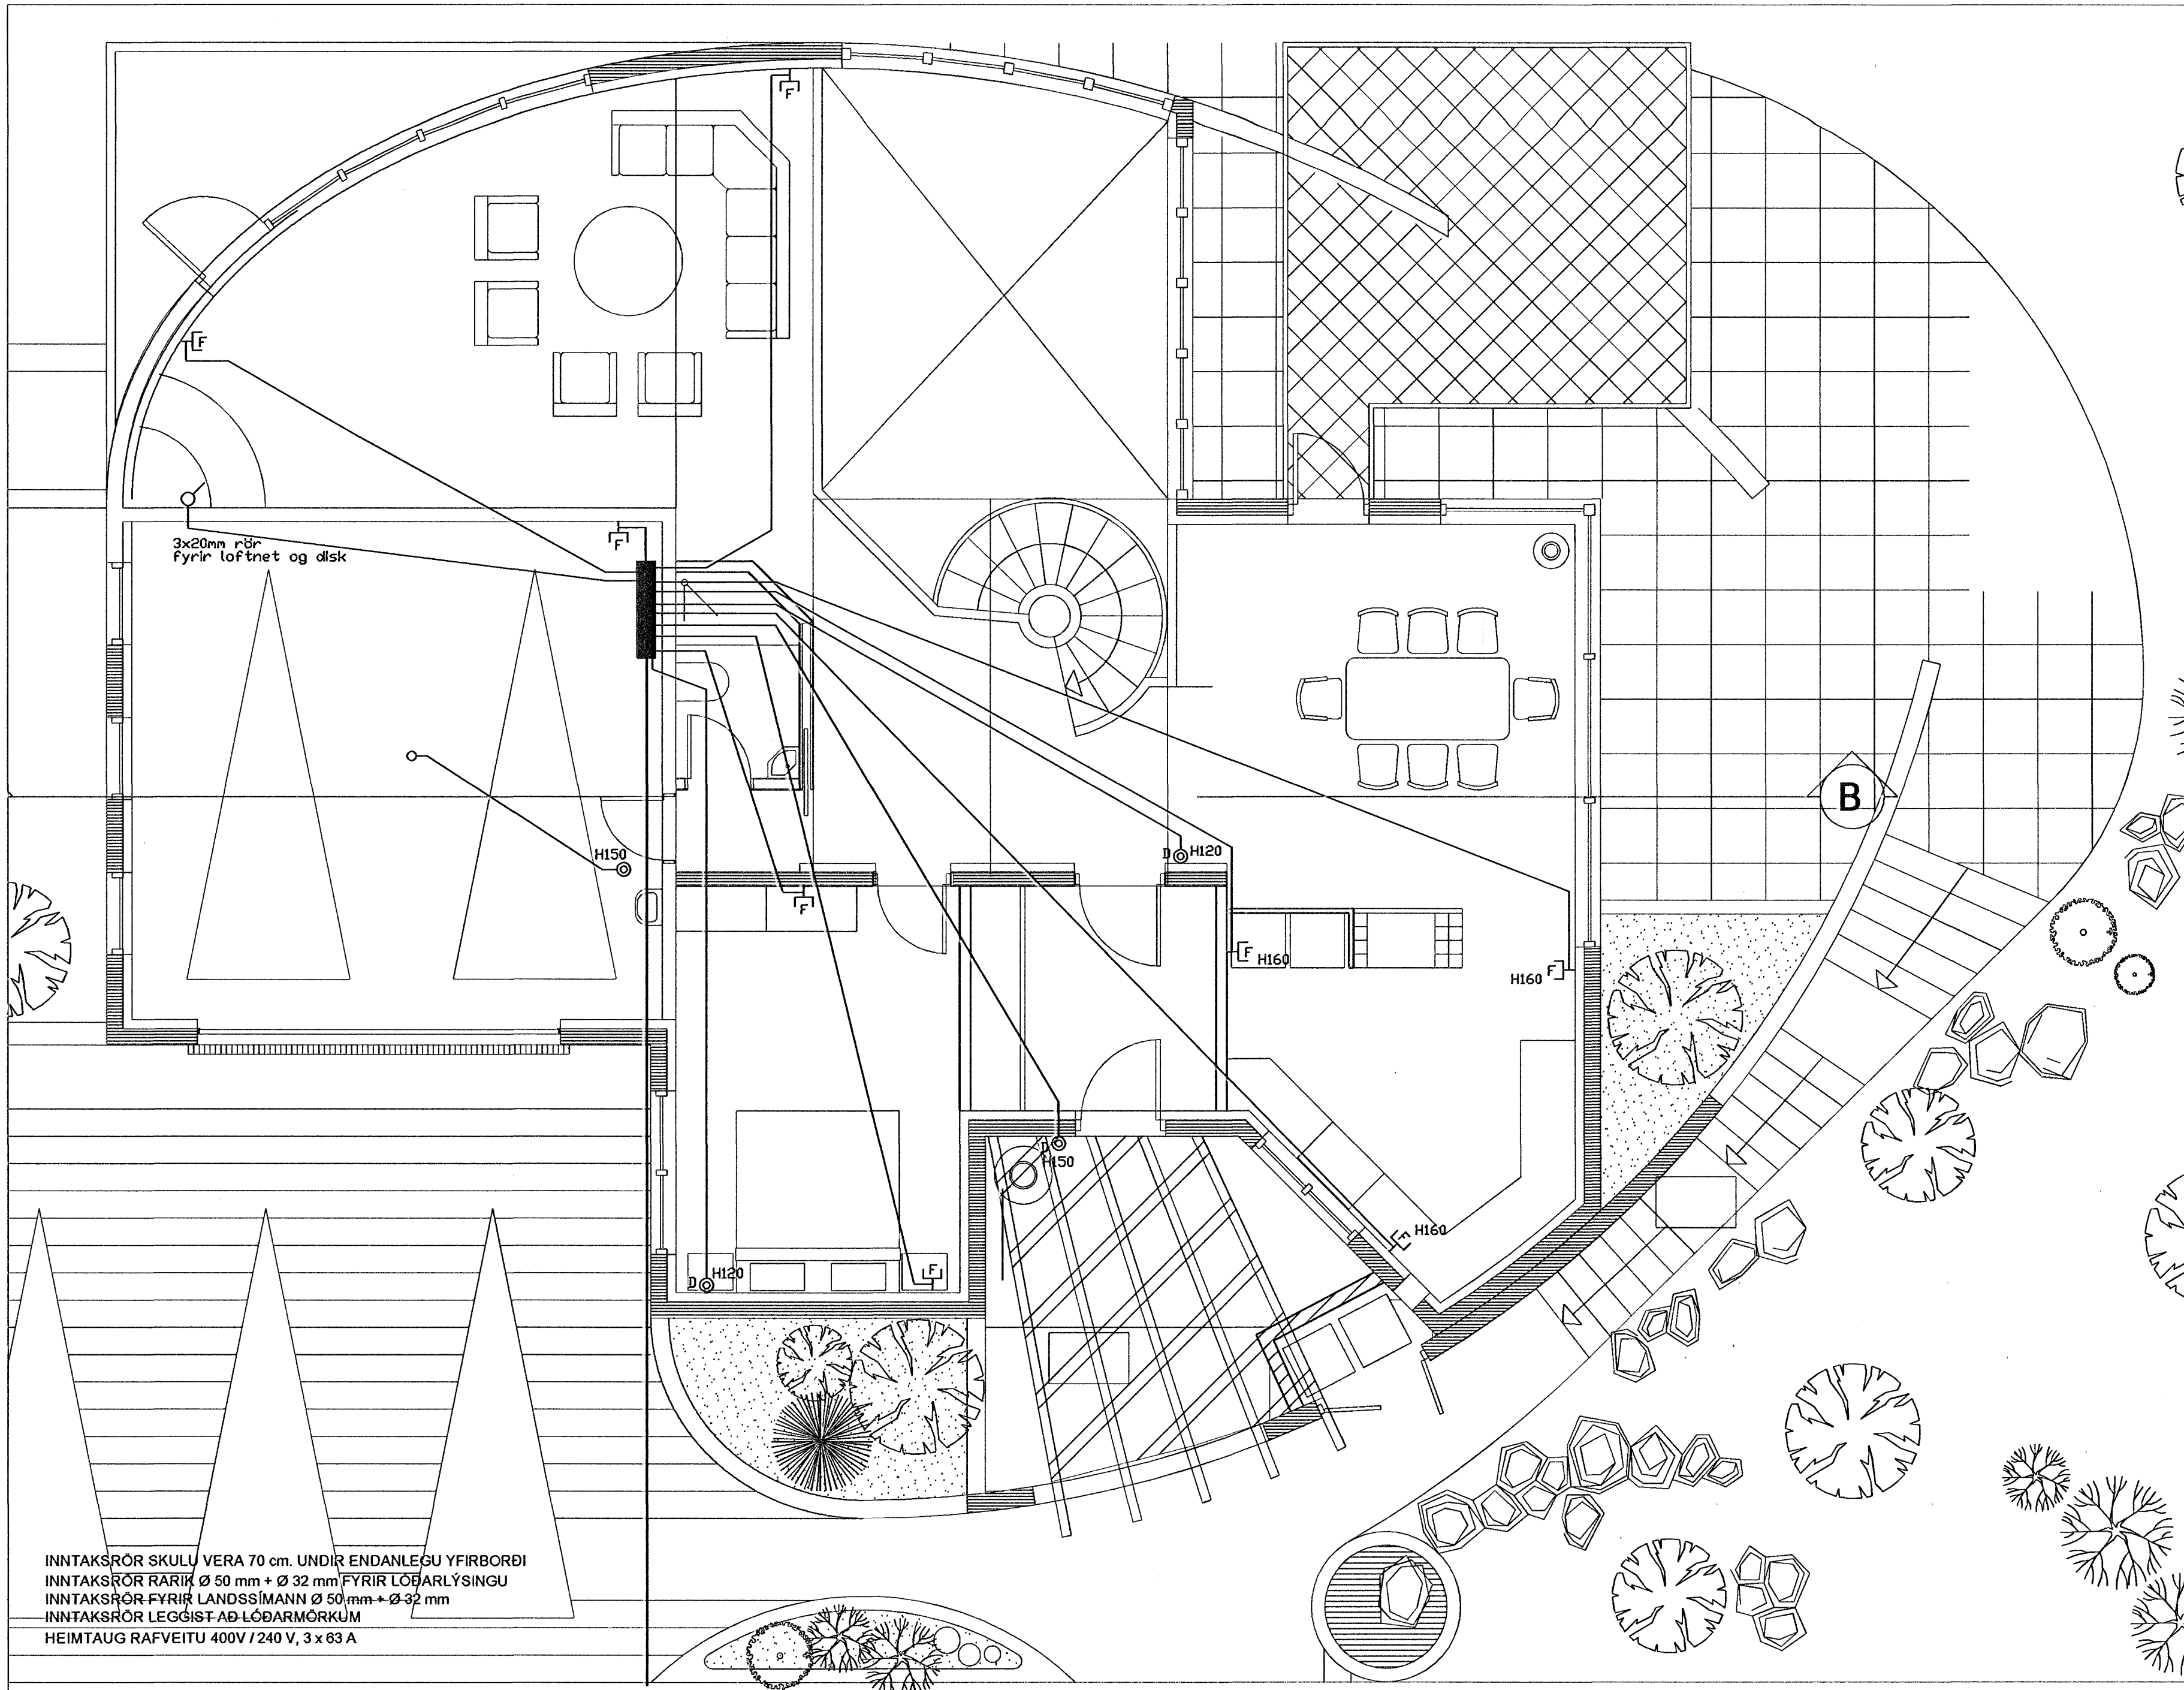 F
F
3x20mm rör
fyrir loftnet og disk
F
B
H150
D H120
F
F H160
H160 F
D
H150
F H160
D H120
F
INNTAKSRÖR SKULU VERA 70 cm. UNDIR ENDANLEGU YFIRBORÐI
INNTAKSRÖR RARIK Ø 50 mm + Ø 32 mm FYRIR LÓÐARLÝSINGU
INNTAKSRÖR FYRIR LANDSSÍMANN Ø 50 mm + Ø 32 mm
INNTAKSRÖR LEGGIST AÐ LÓÐARMÖRKUM
HEIMTAUG RAFVEITU 400V / 240 V, 3 x 63 A